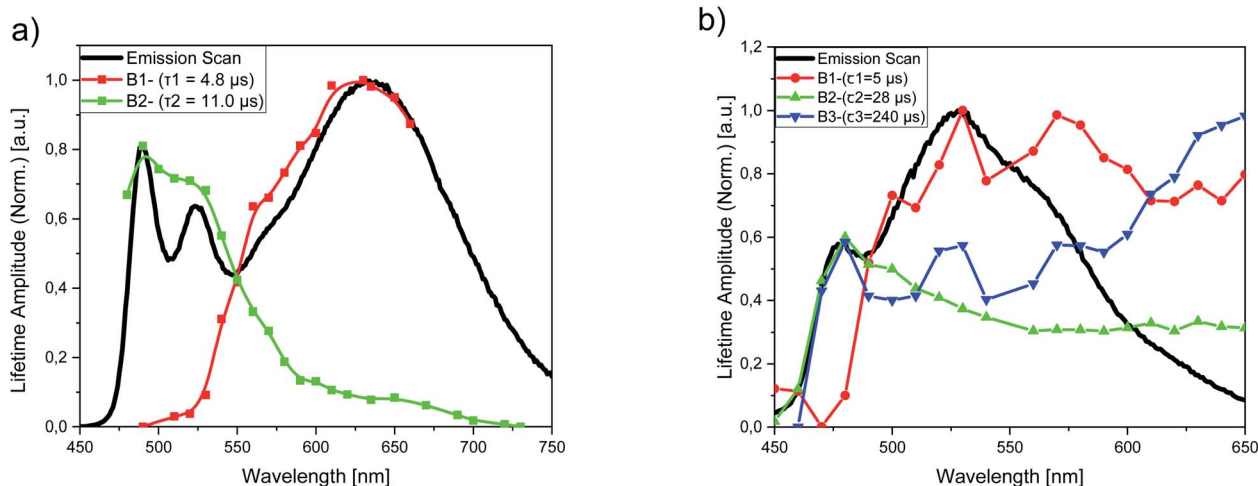 a)
Emission Scan
B1- (τ1 = 4.8 µs)
B2- (τ2 = 11.0 µs)
Lifetime Amplitude (Norm.) [a.u.]
1,0
0,8
0,6
0,4
0,2
0,0
450 500 550 600 650 700 750
Wavelength [nm]
b)
Emission Scan
B1-(τ1=5 µs)
B2-(τ2=28 µs)
B3-(τ3=240 µs)
Lifetime Amplitude (Norm.) [a.u.]
1,2
1,0
0,8
0,6
0,4
0,2
0,0
450 500 550 600 650
Wavelength [nm]